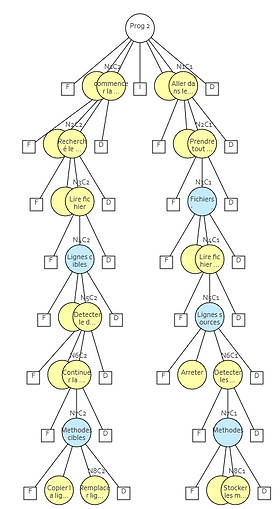 Prog 2
N1C2
N1C1
F
commence
r la ...
D
I
F
Aller da
ns le...
D
N2C2
N2C1
F
Recherch
é le ...
D
F
Prendre
tout ...
D
N3C2
N3C1
F
Lire fic
hier
D
F
Fichiers
D
N4C2
N4C1
F
Lignes c
ibles
D
F
Lire fic
hier ...
D
N5C2
N5C1
F
Detecter
le d...
D
F
Lignes s
ources
D
N6C2
N6C1
F
Continue
r la ...
D
F
Arreter
Detecter
les ...
D
N7C2
N7C1
F
Methodes
cibles
D
F
Methodes
D
N8C2
N8C1
F
Copier l
a lig...
Remplace
r lig...
D
F
Stocker
les m...
D